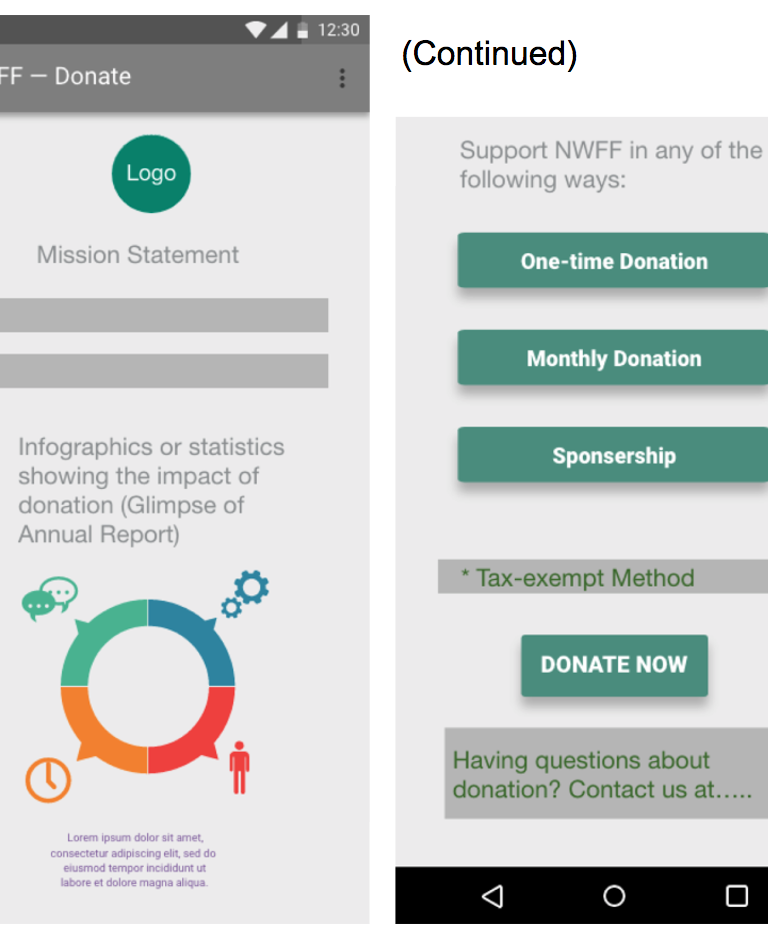 12:30
FF — Donate
Logo
Mission Statement
Infographics or statistics
showing the impact of
donation (Glimpse of
Annual Report)
Lorem ipsum dolor sit amet,
consectetur adipiscing elit, sed do
eiusmod tempor incididunt ut
labore et dolore magna aliqua.
(Continued)
Support NWFF in any of the
following ways:
One-time Donation
Monthly Donation
Sponsership
* Tax-exempt Method
DONATE NOW
Having questions about
donation? Contact us at…..